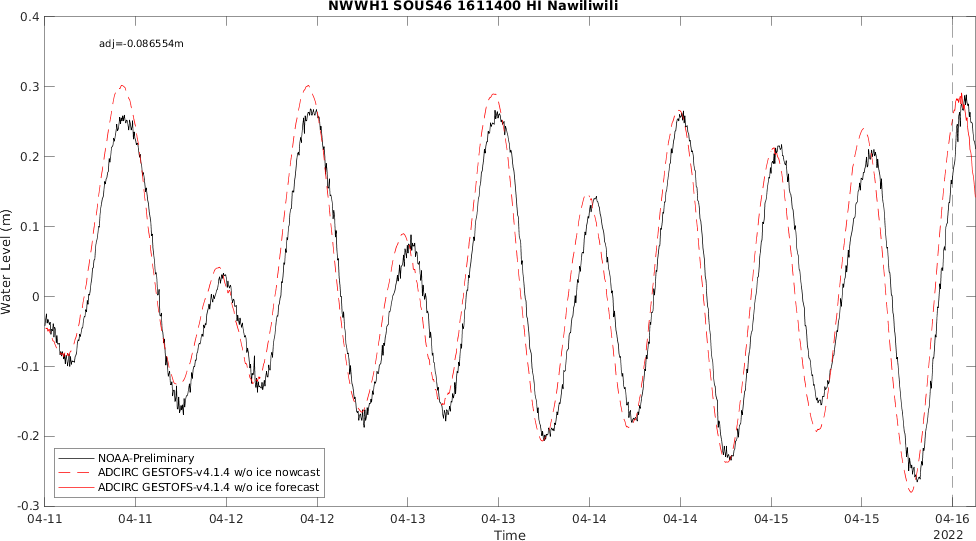 NWWH1 SOUS46 1611400 HI Nawiliwili
adj=-0.086554m
0.4
0.3
0.2
0.1
0
-0.1
-0.2
-0.3
Water Level (m)
NOAA-Preliminary
ADCIRC GESTOFS-v4.1.4 w/o ice nowcast
ADCIRC GESTOFS-v4.1.4 w/o ice forecast
04-11 04-11 04-12 04-12 04-13 04-13 04-14 04-14 04-15 04-15 04-16
Time
2022